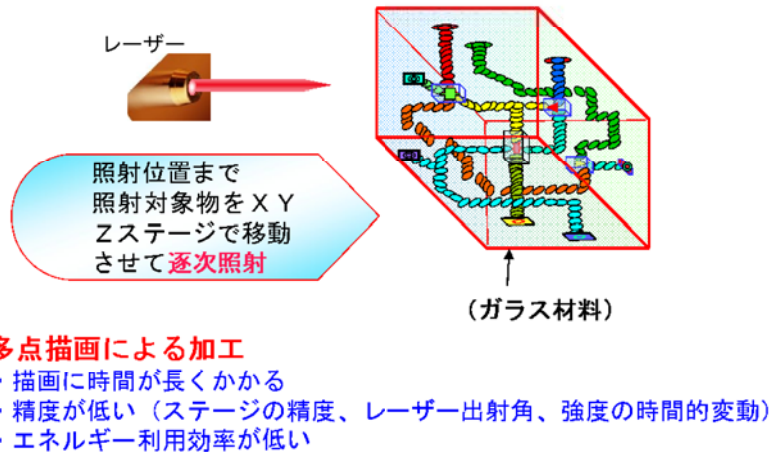 レーザー
照射位置まで
照射対象物をＸＹ
Ｚステージで移動
させて逐次照射
(ガラス材料)
多点描画による加工
・描画に時間が長くかかる
・精度が低い（ステージの精度、レーザー出射角、強度の時間的変動）
・エネルギー利用効率が低い